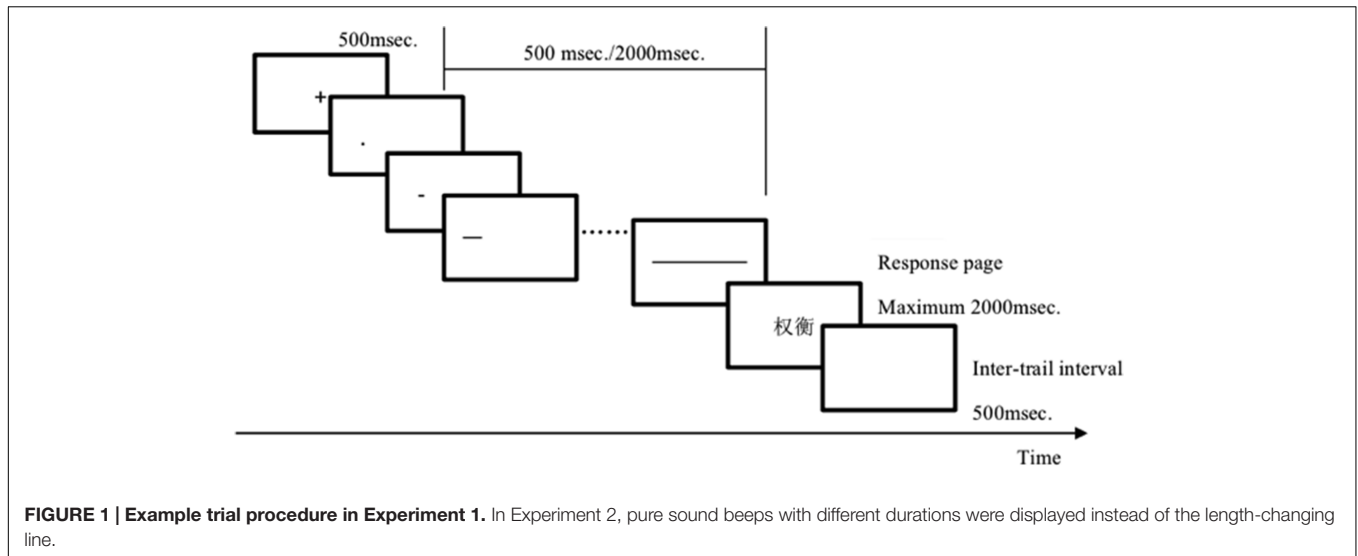 500msec.
500 msec./2000msec.
+
Response page
Maximum 2000msec.
权衡
Inter-trail interval
500msec.
Time
FIGURE 1 | Example trial procedure in Experiment 1. In Experiment 2, pure sound beeps with different durations were displayed instead of the length-changing
line.